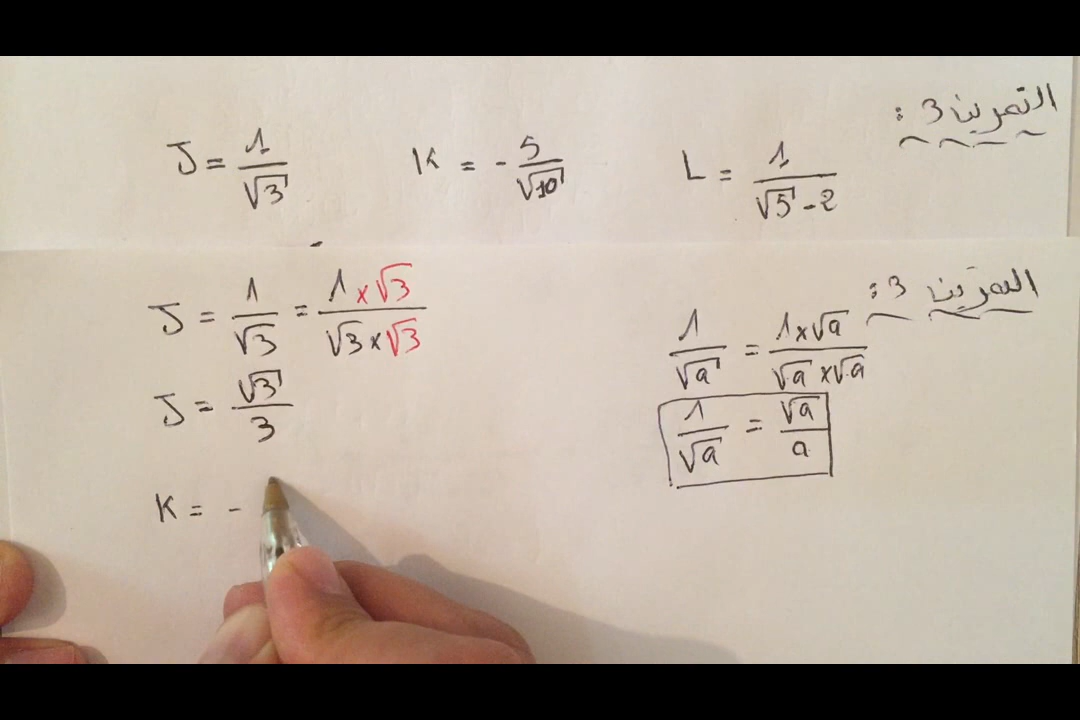 التمرين 3 :
J = 1/√3 K = - 5/√10 L = 1/(√5 - 2)
التمرين 3 :
J = 1/√3 = (1×√3)/(√3×√3)
J = √3/3
K = -
1/√a = (1×√a)/(√a×√a)
1/√a = √a/a